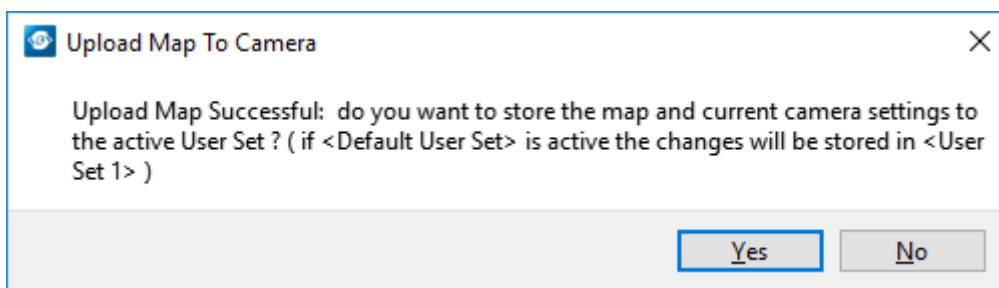 Upload Map To Camera
Upload Map Successful:  do you want to store the map and current camera settings to
the active User Set ? ( if <Default User Set> is active the changes will be stored in <User
Set 1> )
Yes
No